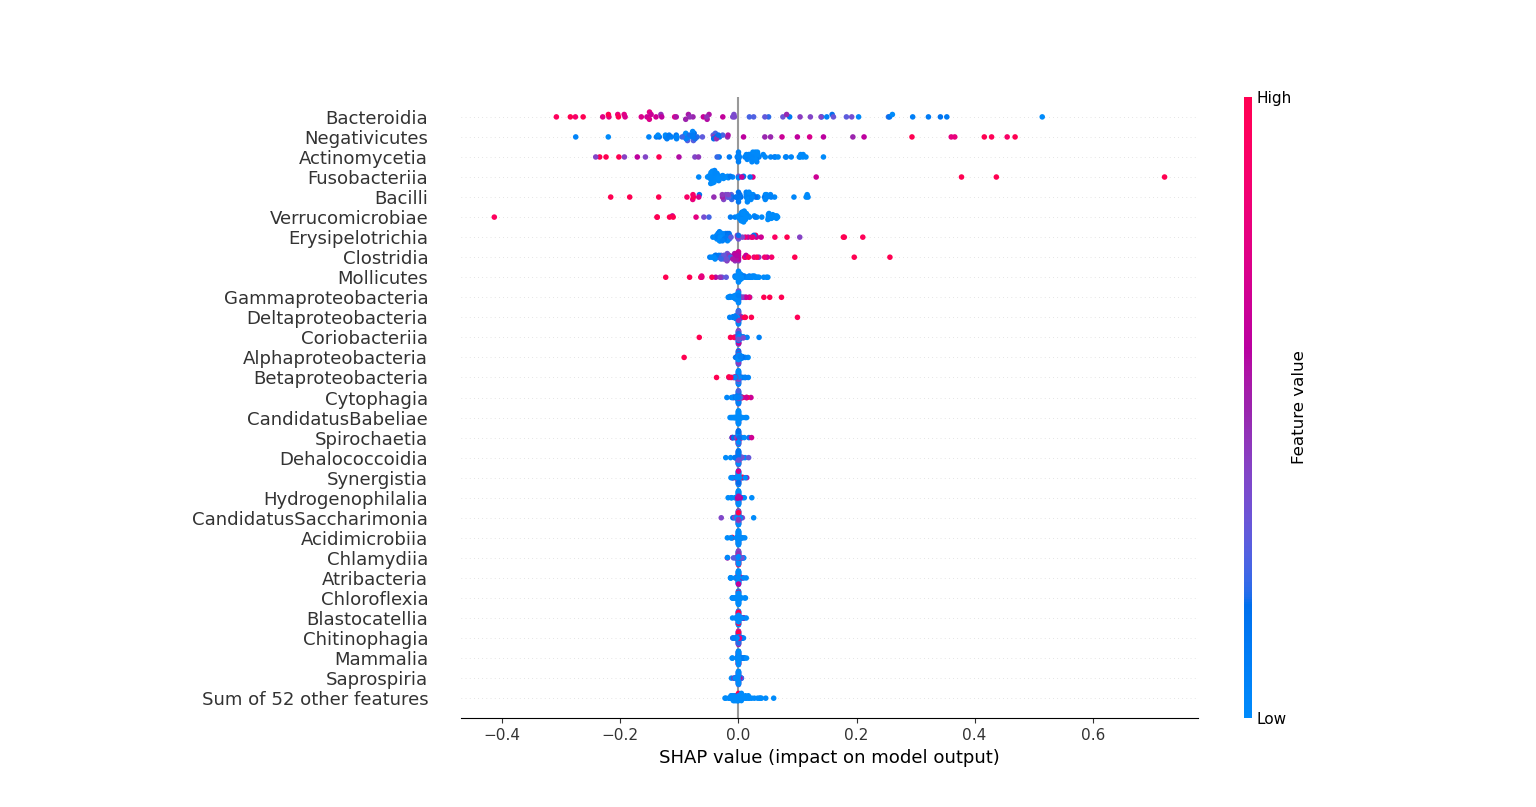 High
Bacteroidia
Negativicutes
Actinomycetia
Fusobacteriia
Bacilli
Verrucomicrobiae
Erysipelotrichia
Clostridia
Mollicutes
Gammaproteobacteria
Deltaproteobacteria
Coriobacteriia
Alphaproteobacteria
Betaproteobacteria
Cytophagia
CandidatusBabeliae
Spirochaetia
Dehalococcoidia
Synergistia
Hydrogenophilalia
CandidatusSaccharimonia
Acidimicrobiia
Chlamydiia
Atribacteria
Chloroflexia
Blastocatellia
Chitinophagia
Mammalia
Saprospiria
Sum of 52 other features
Feature value
Low
−0.4 −0.2 0.0 0.2 0.4 0.6
SHAP value (impact on model output)